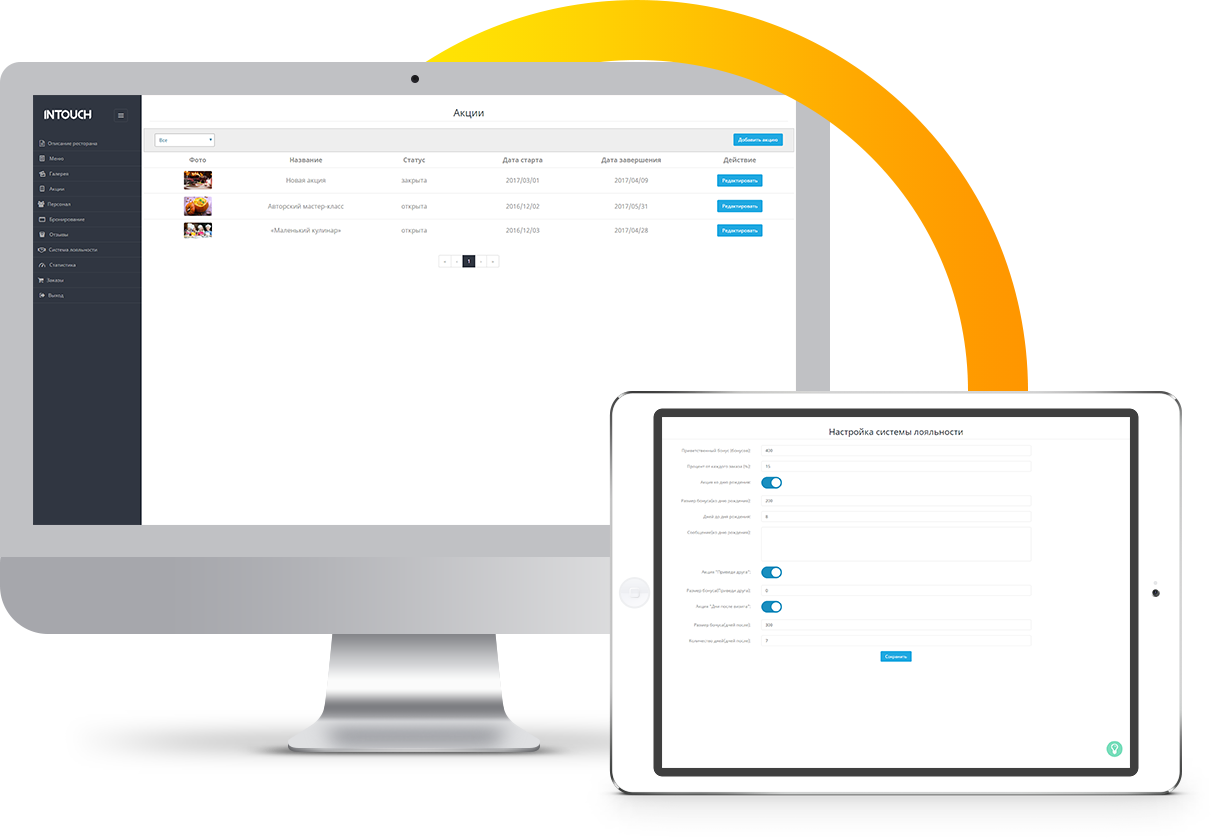 INTOUCH
Описание ресторана
Меню
Галерея
Акции
Персонал
Бронирование
Отзывы
Система лояльности
Статистика
Заказы
Выход
Акции
Все
Добавить акцию
Фото Название Статус Дата старта Дата завершения Действие
Новая акция закрыта 2017/03/01 2017/04/09 Редактировать
Авторский мастер-класс открыта 2016/12/02 2017/05/31 Редактировать
«Маленький кулинар» открыта 2016/12/03 2017/04/28 Редактировать
« ‹ 1 › »
Настройка системы лояльности
Приветственный бонус (бонусов):
Процент от каждого заказа (%): 15
Акция ко дню рождения:
Размер бонуса(ко дню рождения): 200
Дней до дня рождения:
Сообщение(ко дню рождения):
Акция "Приведи друга":
Размер бонуса(Приведи друга):
Акция "Дни после визита":
Размер бонуса(дней после): 300
Количество дней(дней после): 7
Сохранить